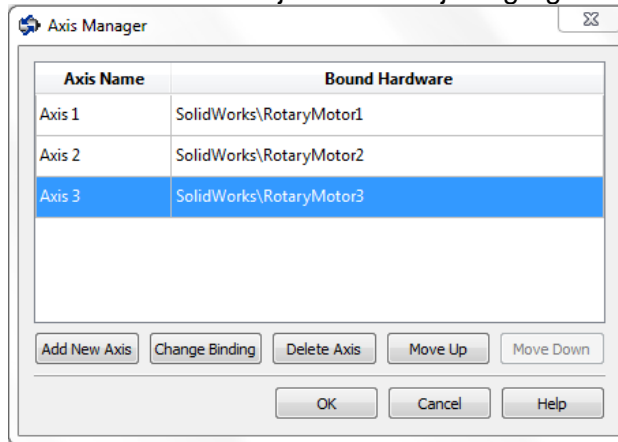 Axis Manager
Axis Name Bound Hardware
Axis 1 SolidWorks\RotaryMotor1
Axis 2 SolidWorks\RotaryMotor2
Axis 3 SolidWorks\RotaryMotor3
Add New Axis Change Binding Delete Axis Move Up Move Down
OK Cancel Help